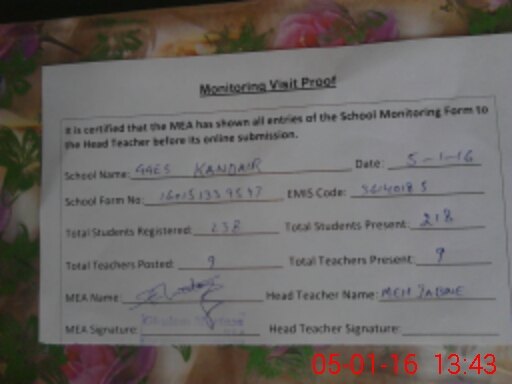 Monitoring Visit Proof
It is certified that the MEA has shown all entries of the School Monitoring Form to
the Head Teacher before its online submission.
School Name: GGES KANDAIR Date: 5-1-16
School Form No: EMIS Code:
Total Students Registered: 238 Total Students Present: 218
Total Teachers Posted: 9 Total Teachers Present: 9
MEA Name: Head Teacher Name:
MEA Signature: Head Teacher Signature:
05-01-16 13:43